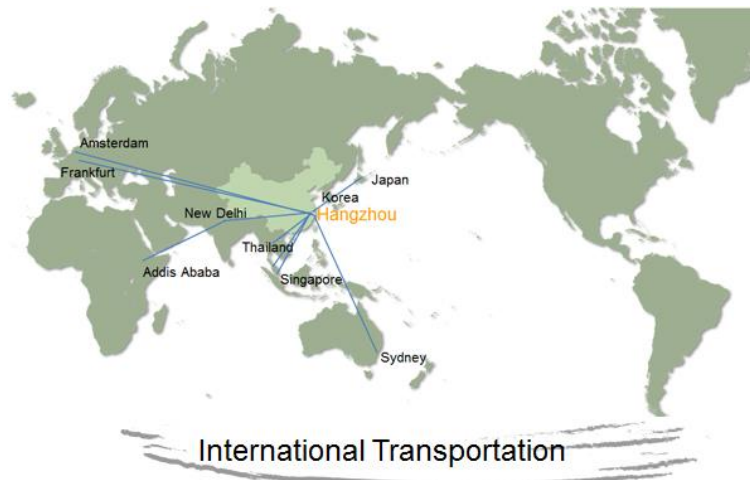 Amsterdam
Frankfurt
Japan
Korea
New Delhi
Hangzhou
Thailand
Addis Ababa
Singapore
Sydney
International Transportation